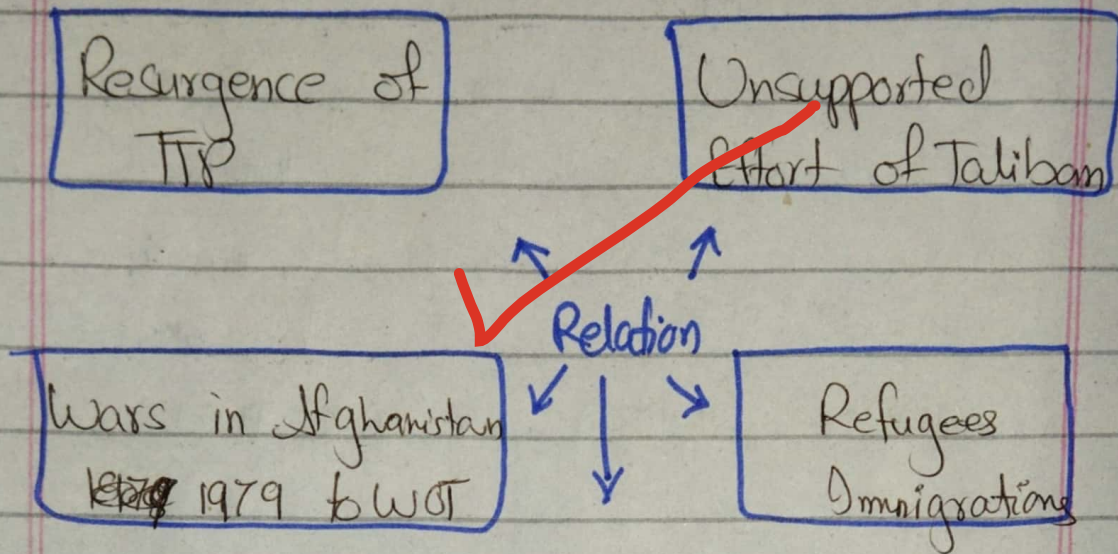 Resurgence of
TTP
Unsupported
Effort of Taliban
Relation
Wars in Afghanistan
1979 to WOT
Refugees
Immigrations